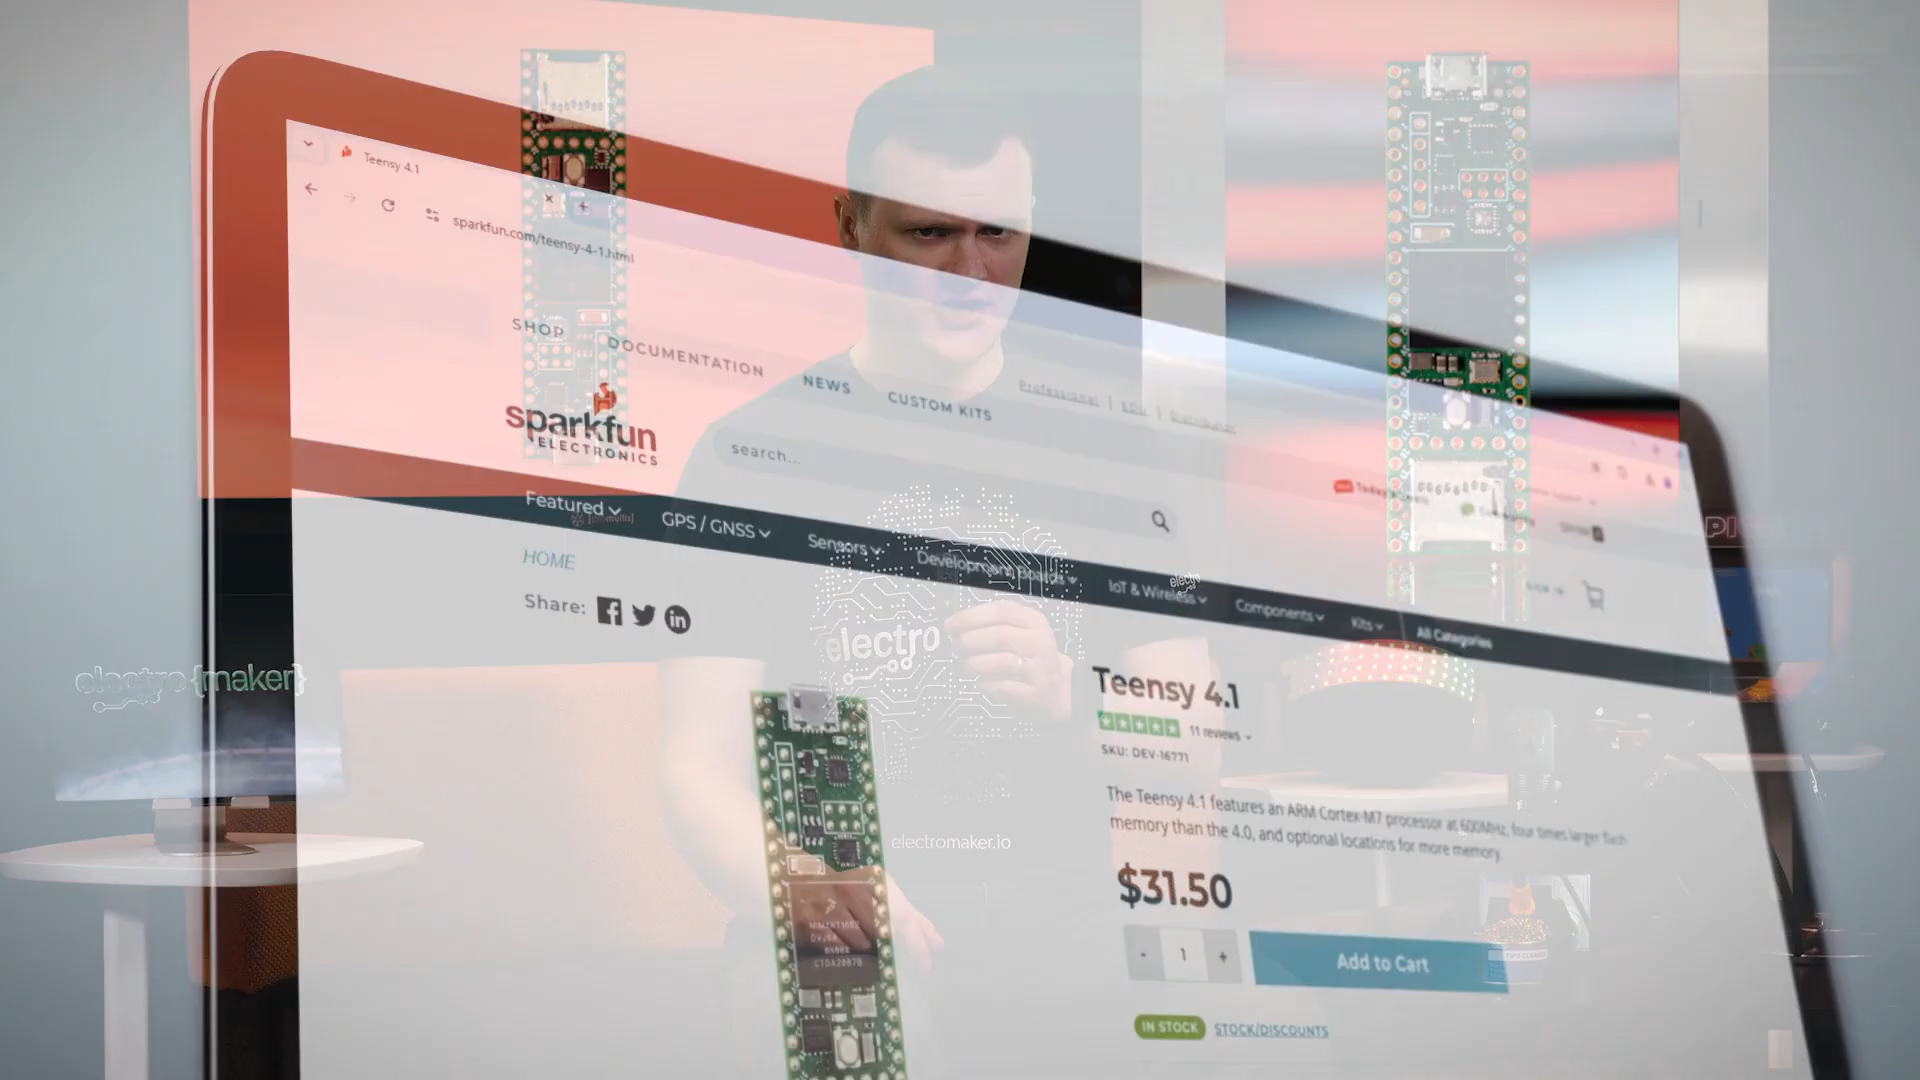 Teensy 4.1
sparkfun.com/teensy-4-1.html
SHOP
DOCUMENTATION
NEWS
CUSTOM KITS
Professional | EDU |
sparkfun
ELECTRONICS
search...
Featured
GPS / GNSS
Sensors
Development Boards
IoT & Wireless
Components
Kits
All Categories
HOME
Share:
electro
electro
electro {maker}
Teensy 4.1
11 reviews
SKU: DEV-16771
The Teensy 4.1 features an ARM Cortex-M7 processor at 600MHz, four times larger flash
memory than the 4.0, and optional locations for more memory.
electromaker.io
$31.50
- 1 +
Add to Cart
IN STOCK
STOCK/DISCOUNTS